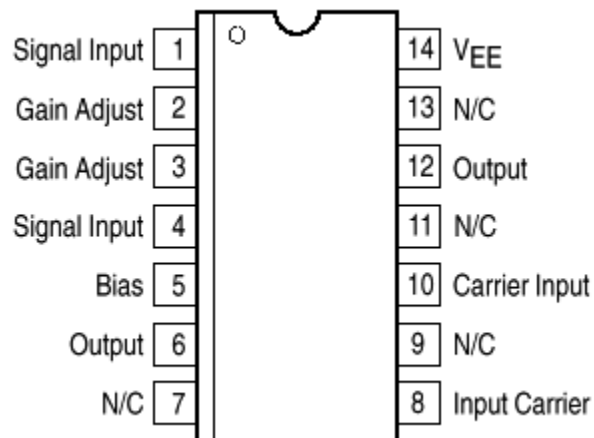 Signal Input 1
Gain Adjust 2
Gain Adjust 3
Signal Input 4
Bias 5
Output 6
N/C 7
14 VEE
13 N/C
12 Output
11 N/C
10 Carrier Input
9 N/C
8 Input Carrier